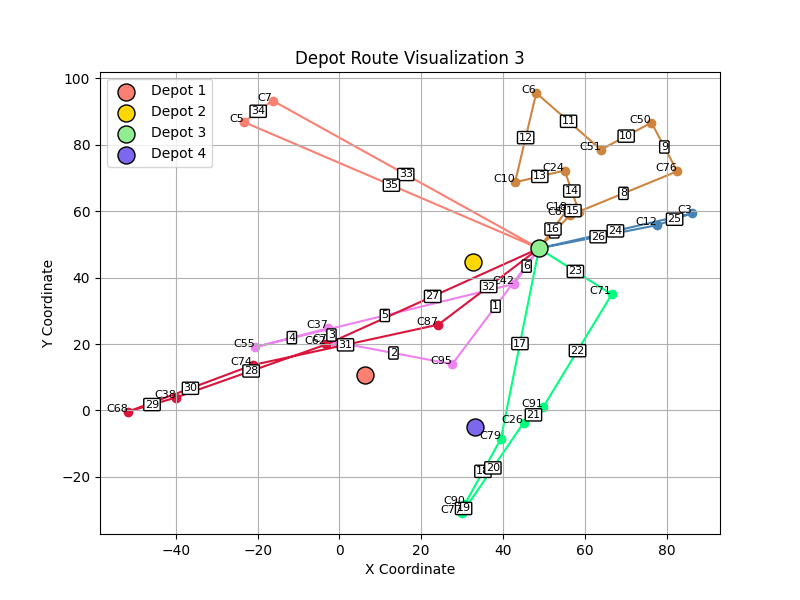 Depot Route Visualization 3
Depot 1
Depot 2
Depot 3
Depot 4
Y Coordinate
100
80
60
40
20
0
−20
−40
−20
0
20
40
60
80
X Coordinate
C7
34
C5
33
35
C6
11
12
C50
10
9
C51
C76
C10
13
C24
14
8
15
16
C3
25
C12
24
26
6
23
C42
32
C71
27
1
5
C37
3
4
C55
31
2
C87
C74
28
C95
30
C38
29
C68
17
22
C91
21
C26
C79
20
C90
19